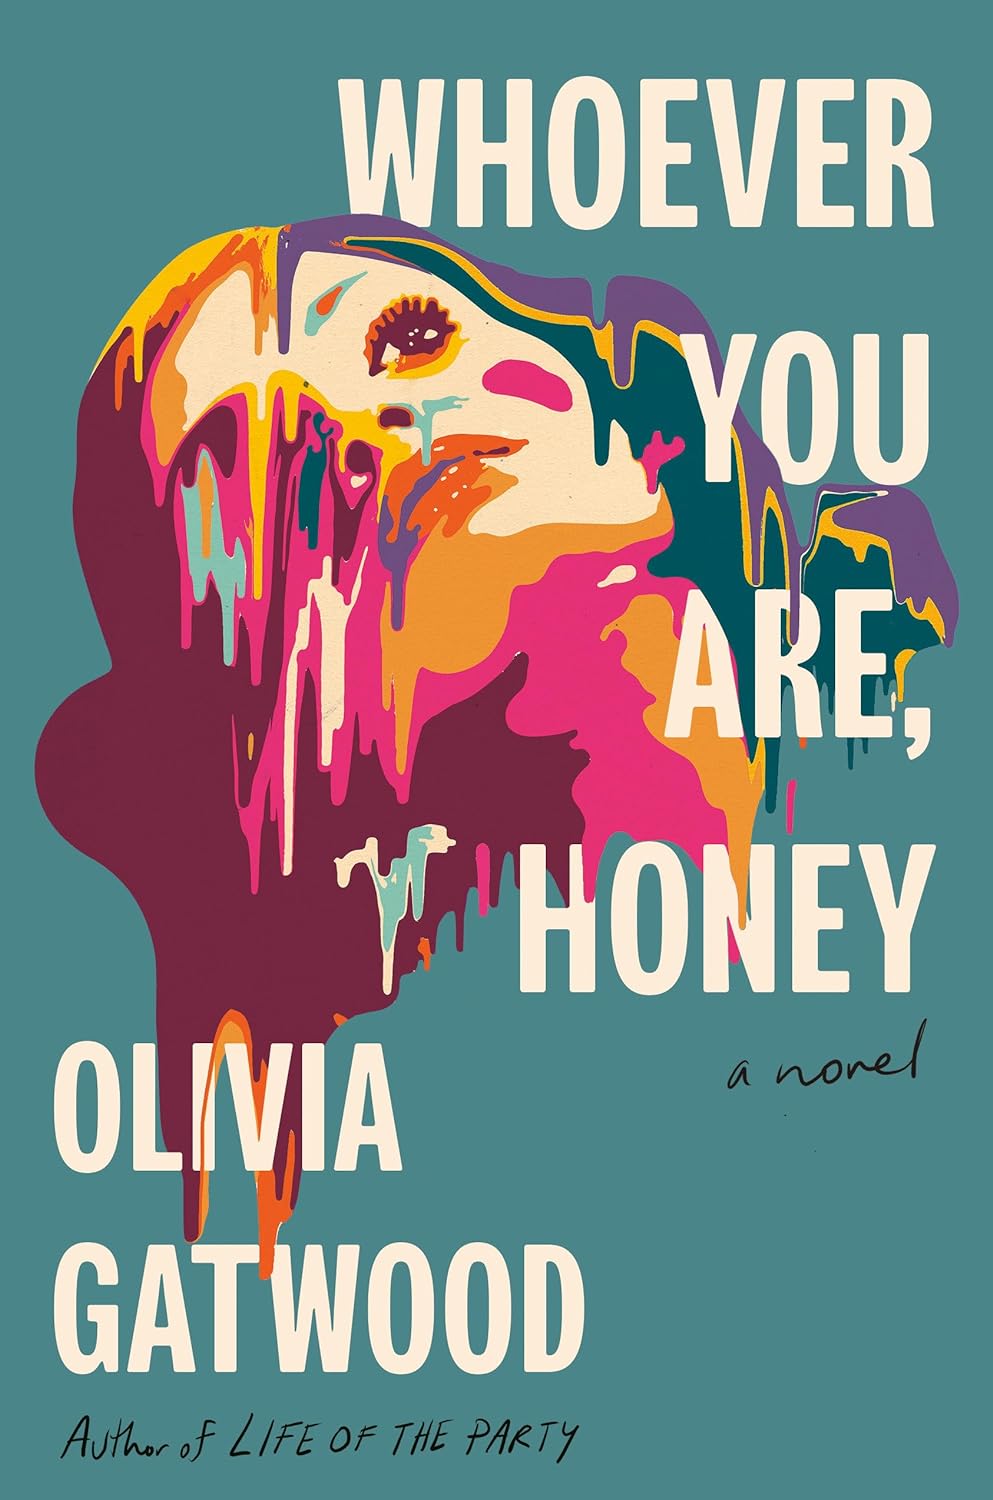 WHOEVER
YOU
ARE,
HONEY
a novel
OLIVIA
GATWOOD
Author of LIFE OF THE PARTY